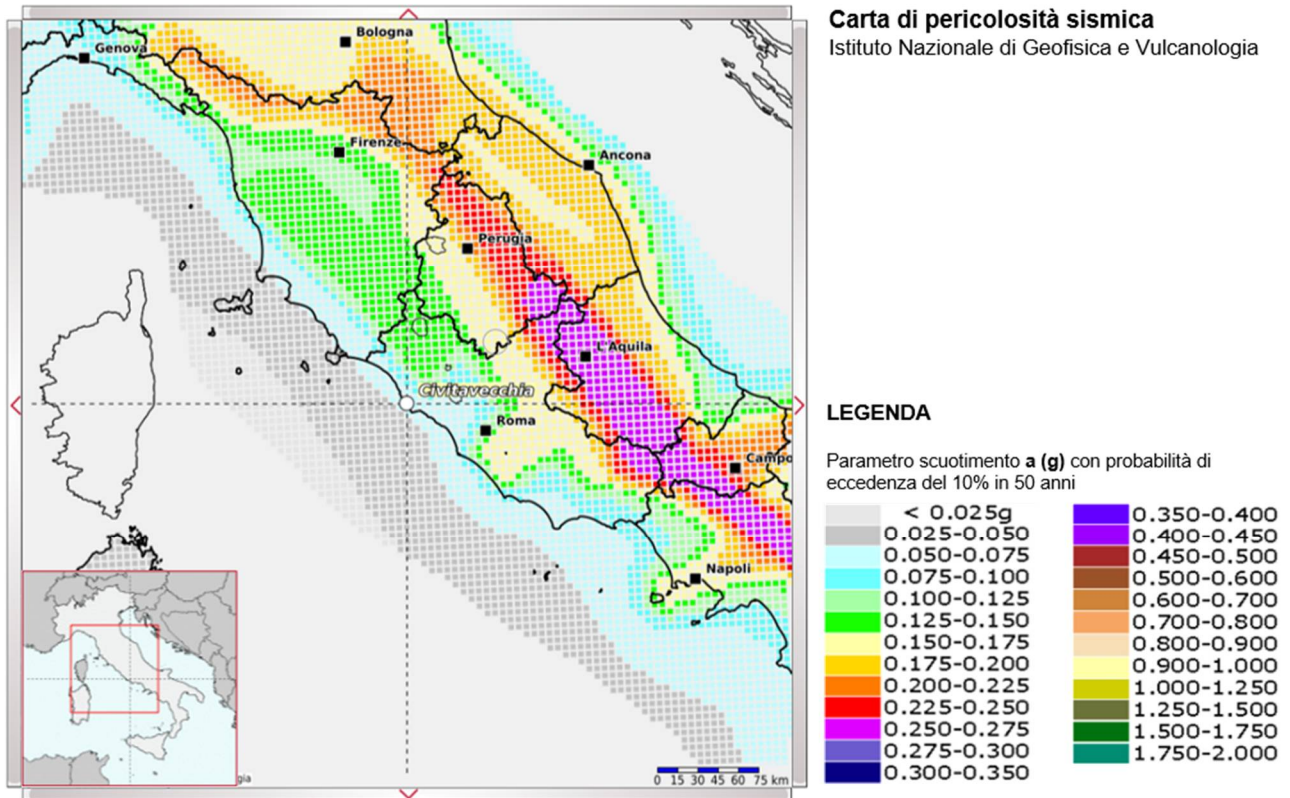 Carta di pericolosità sismica
Istituto Nazionale di Geofisica e Vulcanologia
Bologna
Genova
Firenze
Ancona
Perugia
L'Aquila
Civitavecchia
Roma
Campo
Napoli
0 15 30 45 60 75 km
gia
LEGENDA
Parametro scuotimento a (g) con probabilità di
eccedenza del 10% in 50 anni
< 0.025g
0.025-0.050
0.050-0.075
0.075-0.100
0.100-0.125
0.125-0.150
0.150-0.175
0.175-0.200
0.200-0.225
0.225-0.250
0.250-0.275
0.275-0.300
0.300-0.350
0.350-0.400
0.400-0.450
0.450-0.500
0.500-0.600
0.600-0.700
0.700-0.800
0.800-0.900
0.900-1.000
1.000-1.250
1.250-1.500
1.500-1.750
1.750-2.000